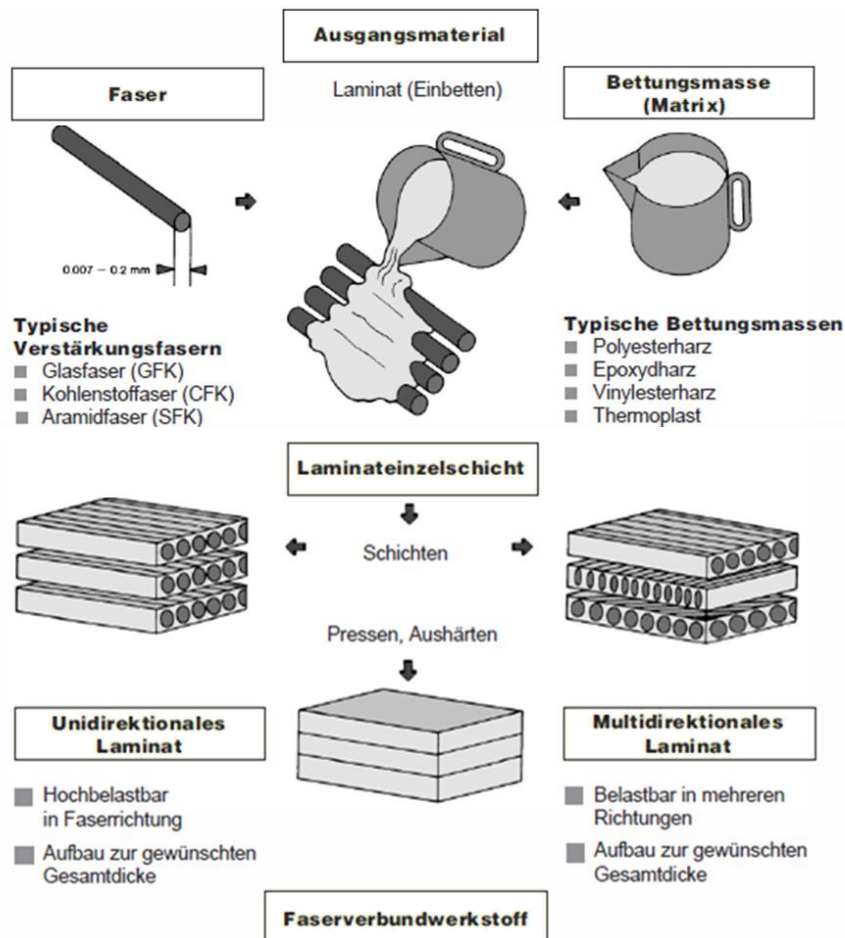 Ausgangsmaterial
Faser
Laminat (Einbetten)
Bettungsmasse
(Matrix)
0.007 – 0.2 mm
Typische
Verstärkungsfasern
Glasfaser (GFK)
Kohlenstoffaser (CFK)
Aramidfaser (SFK)
Typische Bettungsmassen
Polyesterharz
Epoxydharz
Vinylesterharz
Thermoplast
Laminateinzelschicht
Schichten
Pressen, Aushärten
Unidirektionales
Laminat
Hochbelastbar
in Faserrichtung
Aufbau zur gewünschten
Gesamtdicke
Multidirektionales
Laminat
Belastbar in mehreren
Richtungen
Aufbau zur gewünschten
Gesamtdicke
Faserverbundwerkstoff